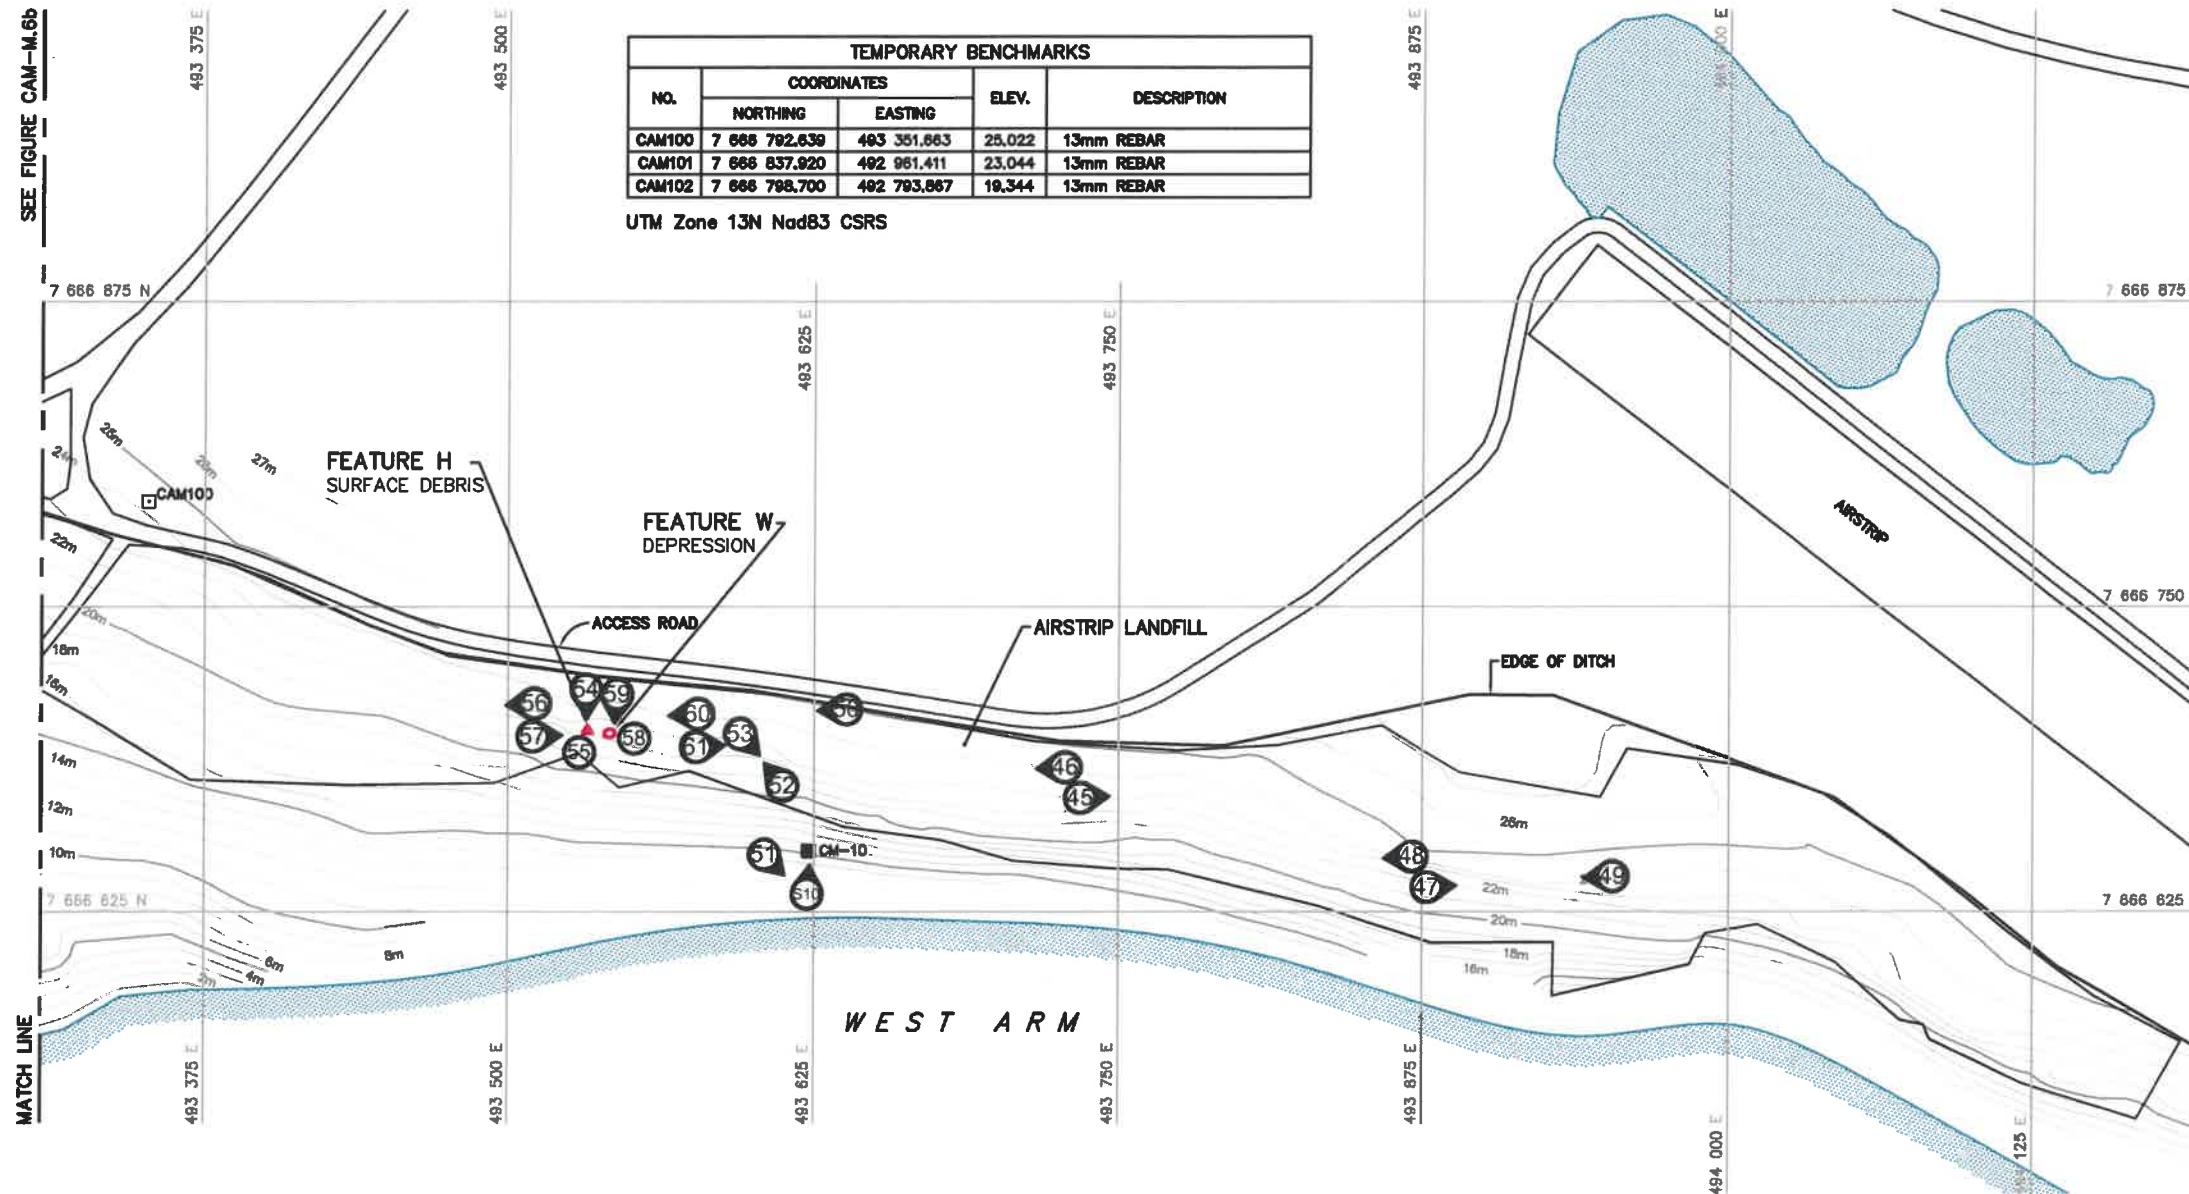 SEE FIGURE CAM-M.6b
MATCH LINE
493 375 E
493 500 E
493 875 E
TEMPORARY BENCHMARKS
NO. COORDINATES ELEV. DESCRIPTION
NORTHING EASTING
CAM100 7 666 792.639 493 351.663 25.022 13mm REBAR
CAM101 7 666 837.920 492 961.411 23.044 13mm REBAR
CAM102 7 666 798.700 492 793.867 19.344 13mm REBAR
UTM Zone 13N Nad83 CSRS
7 666 875 N
7 666 875
493 625 E
493 750 E
25m
24m
26m
27m
CAM100
FEATURE H
SURFACE DEBRIS
FEATURE W
DEPRESSION
AIRSTRIP
22m
20m
18m
16m
14m
12m
10m
7 666 750
ACCESS ROAD
AIRSTRIP LANDFILL
EDGE OF DITCH
56
54
59
57
55
58
60
61
53
52
50
46
45
51
CM-10
S10
48
47
49
26m
22m
20m
18m
16m
7 666 625 N
7 666 625
8m
6m
4m
2m
WEST ARM
493 375 E
493 500 E
493 625 E
493 750 E
493 875 E
494 000 E
125 E